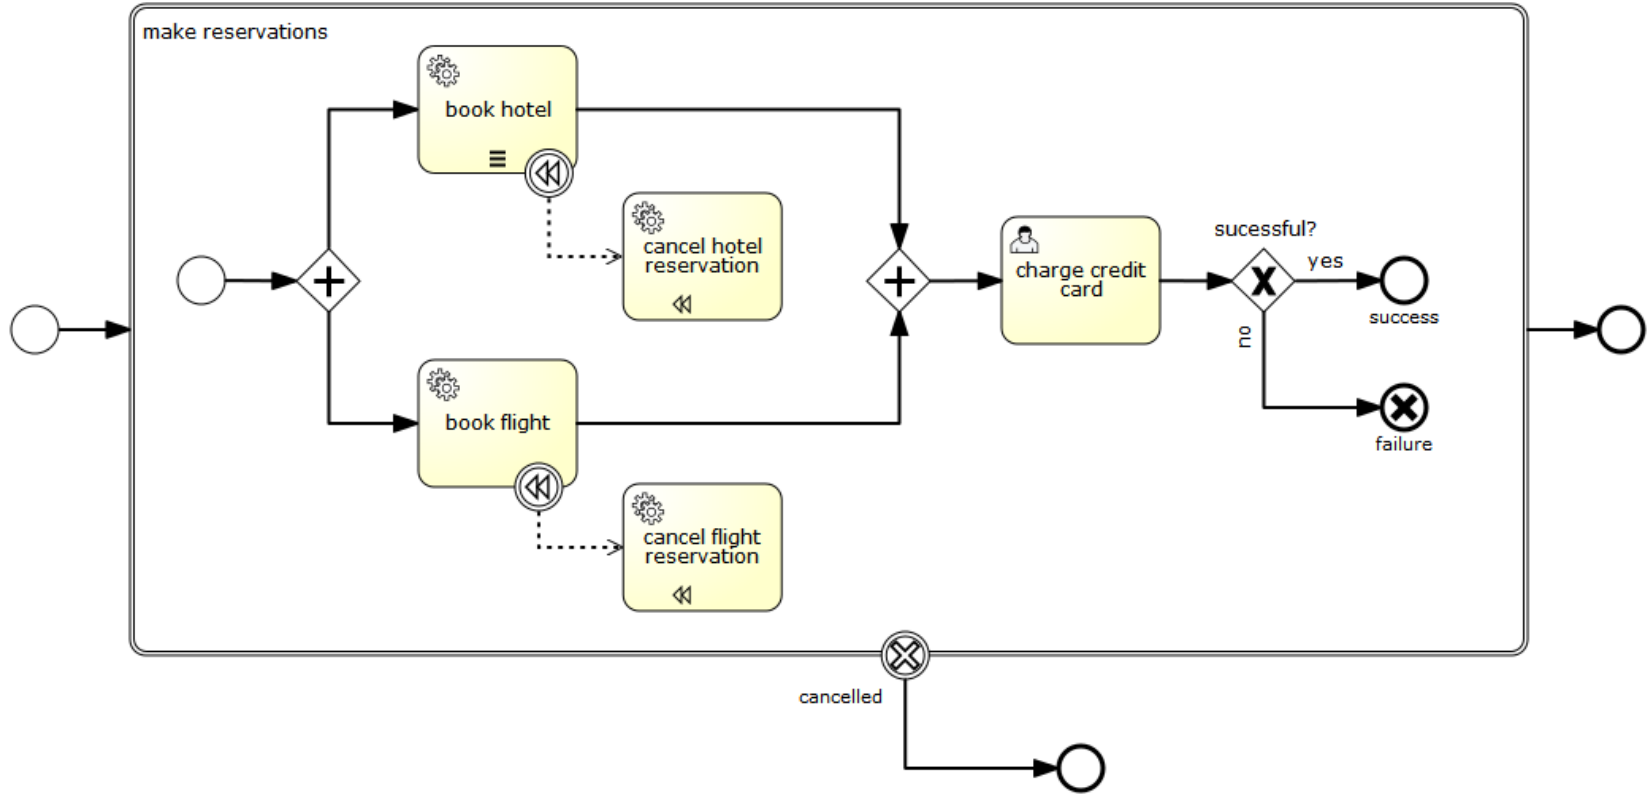 make reservations
book hotel
cancel hotel
reservation
book flight
cancel flight
reservation
charge credit
card
sucessful?
yes
success
no
failure
cancelled